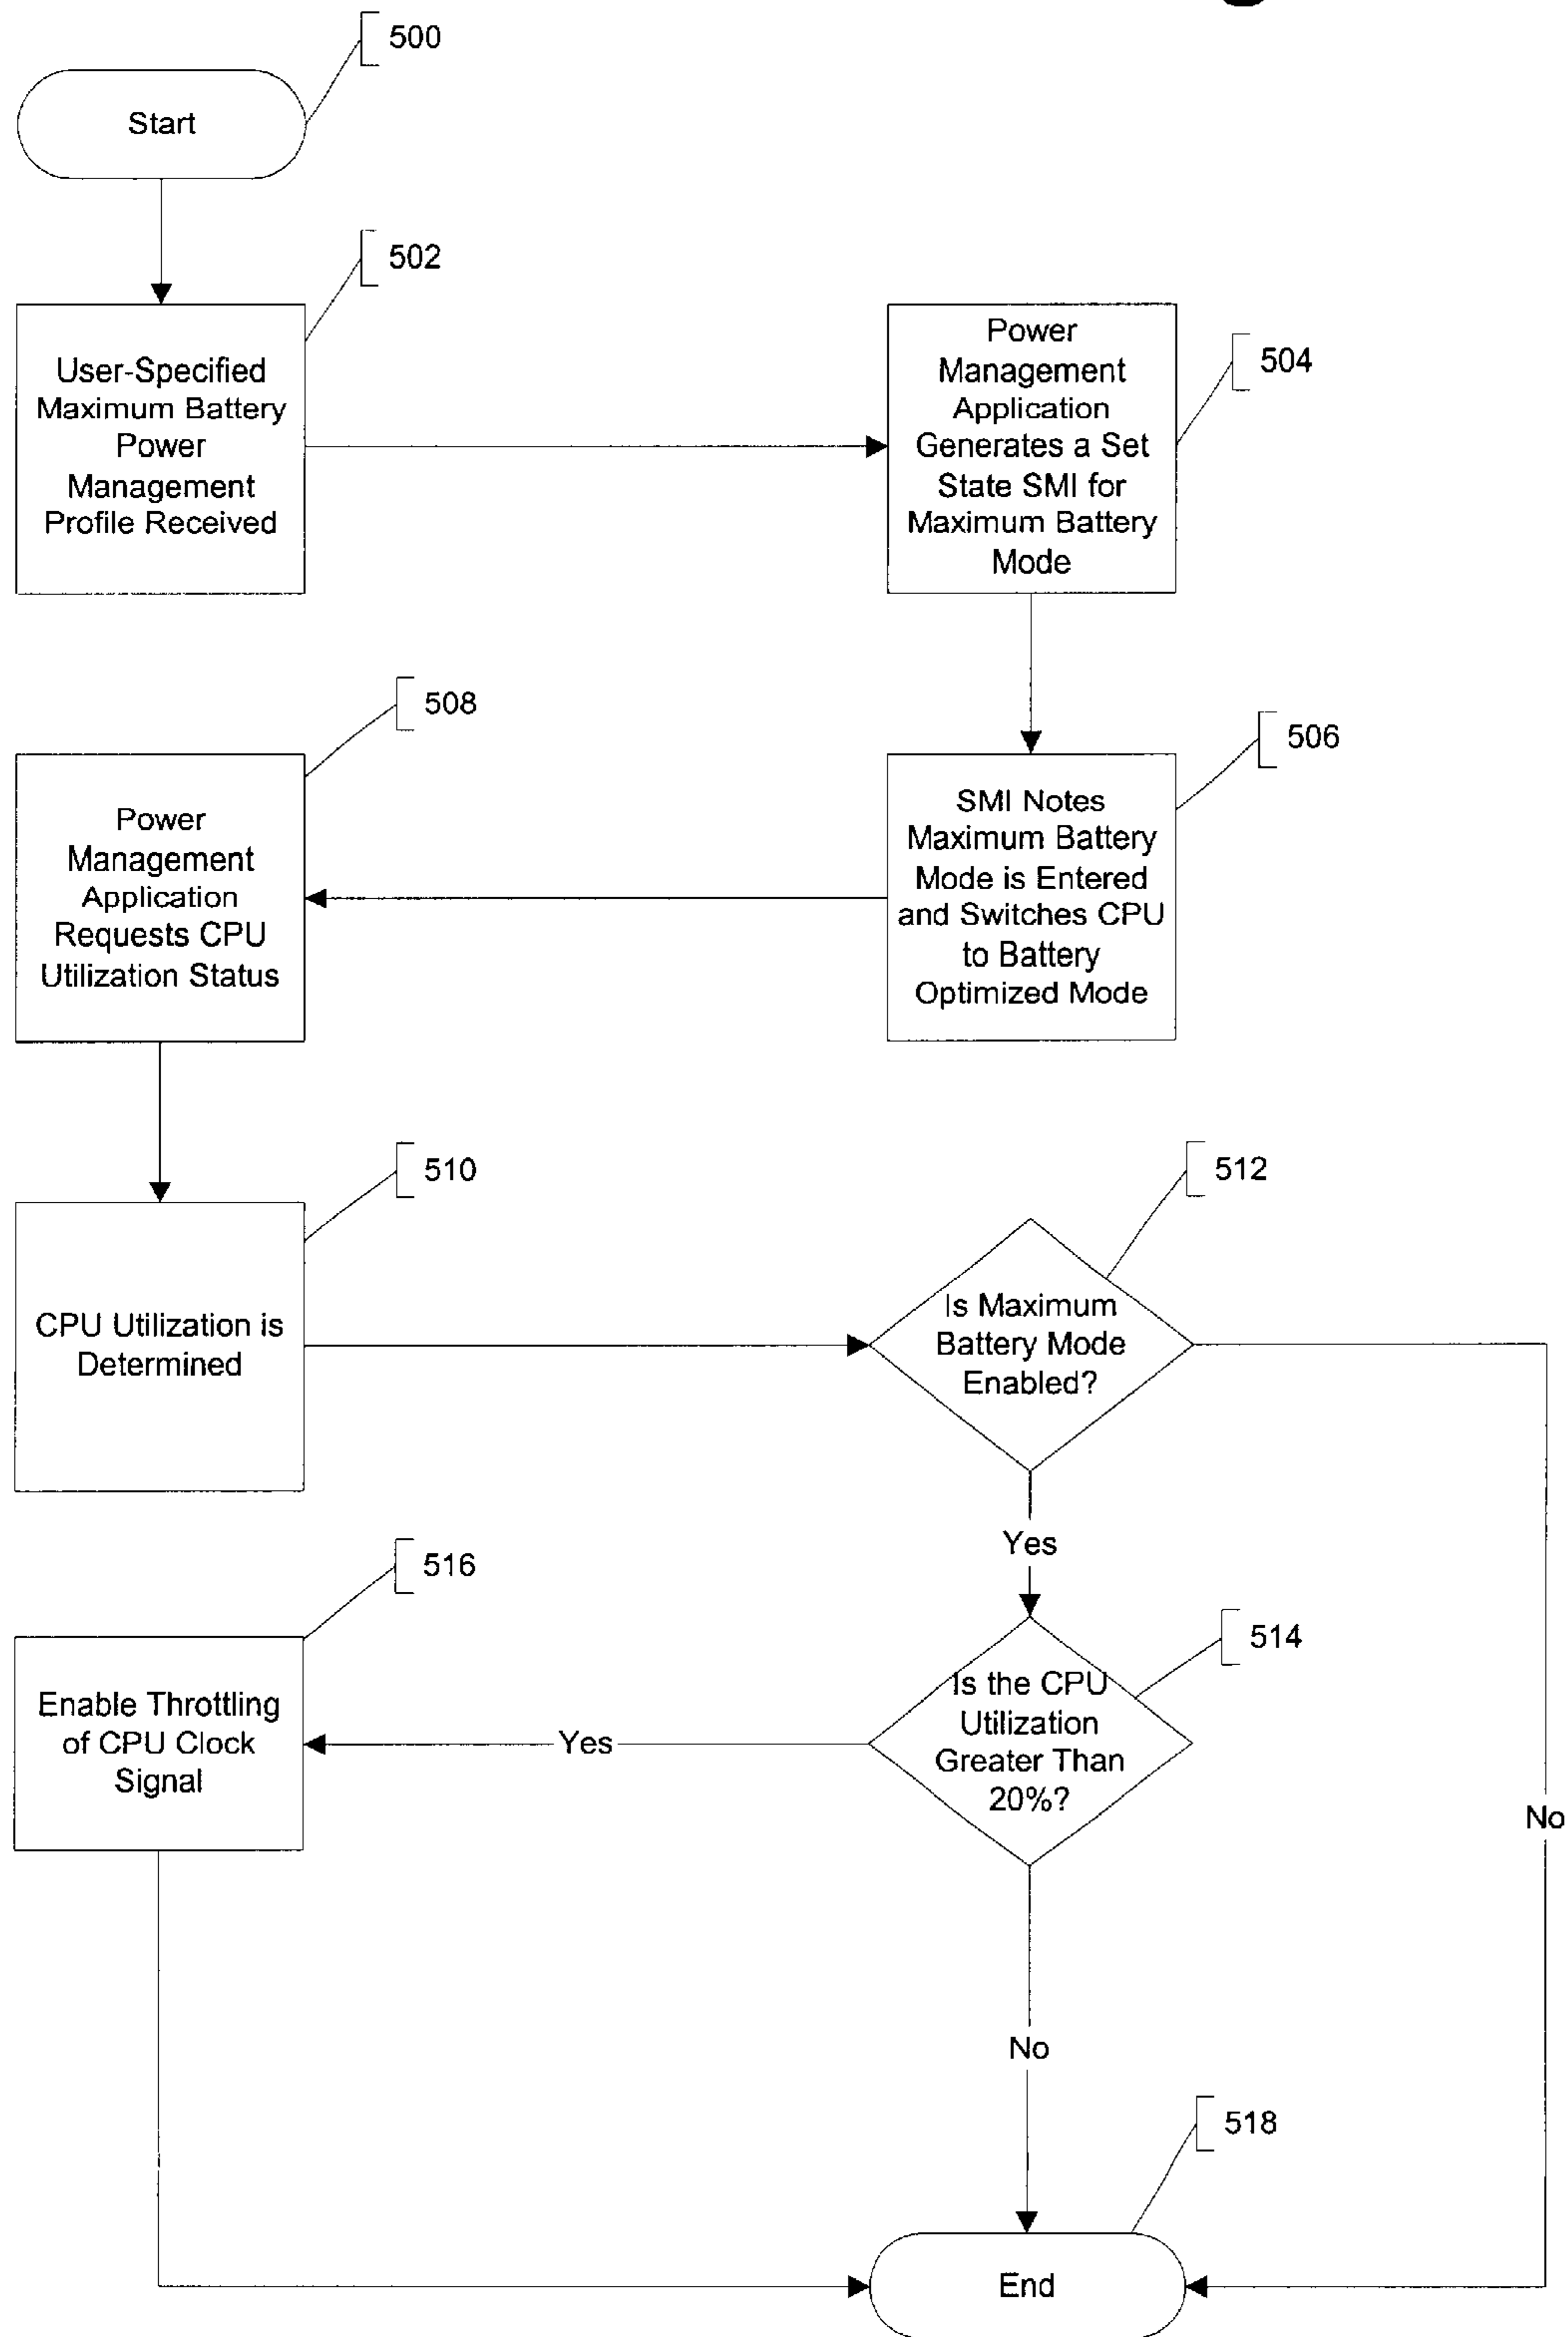 500
Start
502
User-Specified
Maximum Battery
Power
Management
Profile Received
Power
Management
Application
Generates a Set
State SMI for
Maximum Battery
Mode
504
508
Power
Management
Application
Requests CPU
Utilization Status
SMI Notes
Maximum Battery
Mode is Entered
and Switches CPU
to Battery
Optimized Mode
506
510
CPU Utilization is
Determined
512
Is Maximum
Battery Mode
Enabled?
Yes
No
516
Enable Throttling
of CPU Clock
Signal
Yes
514
Is the CPU
Utilization
Greater Than
20%?
No
518
End